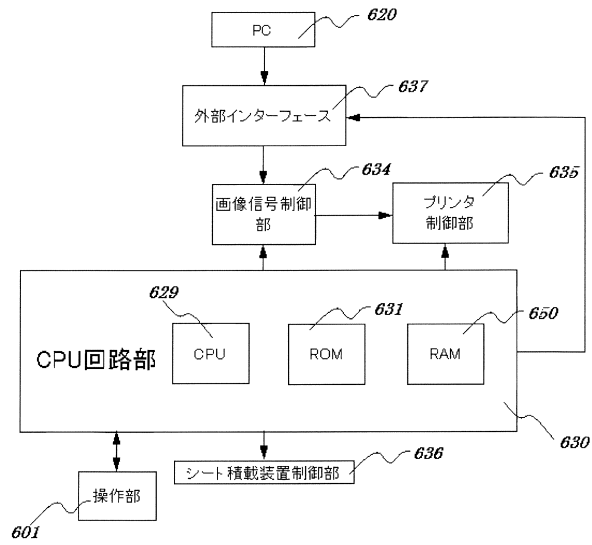 PC
620
外部インターフェース
637
634
画像信号制御
部
635
プリンタ
制御部
CPU回路部
629
CPU
631
ROM
650
RAM
630
シート積載装置制御部
636
操作部
601